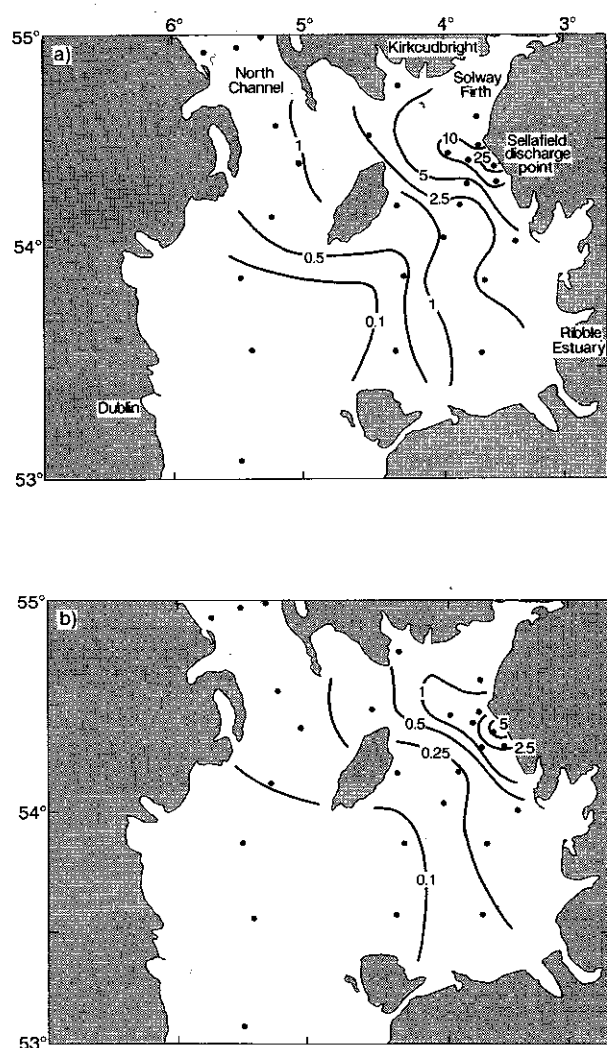 6° 5° 4° 3°
55°
a)
Kirkcudbright
North
Channel
Solway
Firth
10
Sellafield
discharge
point
25
1
5
2.5
54°
0.5
1
0.1
Ribble
Estuary
Dublin
53°
55°
b)
1
5
0.5
2.5
0.25
54°
0.1
53°